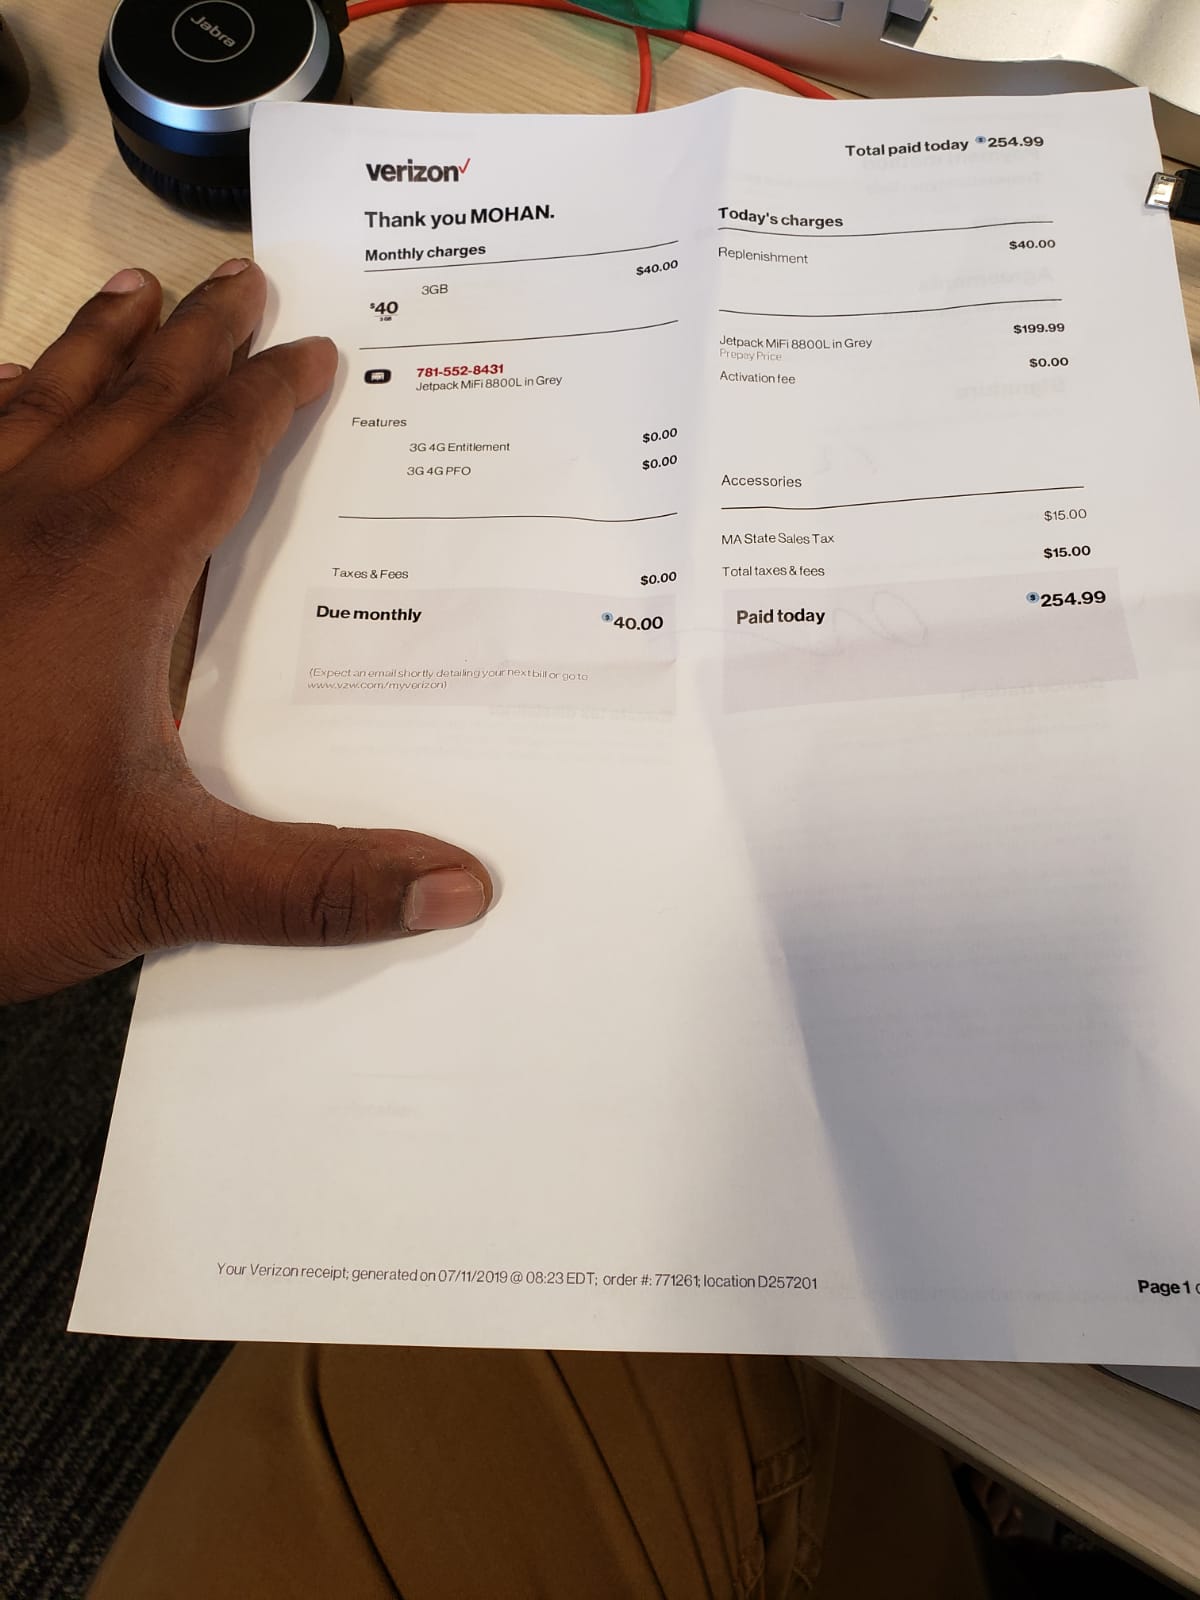 Jabra
verizon
Total paid today $254.99
Thank you MOHAN.
Monthly charges
3GB $40.00
$40
3 GB
781-552-8431
Jetpack MiFi 8800L in Grey
Features
3G 4G Entitlement $0.00
3G 4G PFO $0.00
Taxes & Fees $0.00
Due monthly $40.00
(Expect an email shortly detailing your next bill or go to
www.vzw.com/myverizon)
Today's charges
Replenishment $40.00
Jetpack MiFi 8800L in Grey $199.99
Prepay Price
Activation fee $0.00
Accessories
MA State Sales Tax $15.00
Total taxes & fees $15.00
Paid today $254.99
Your Verizon receipt; generated on 07/11/2019 @ 08:23 EDT; order #: 771261; location D257201
Page 1